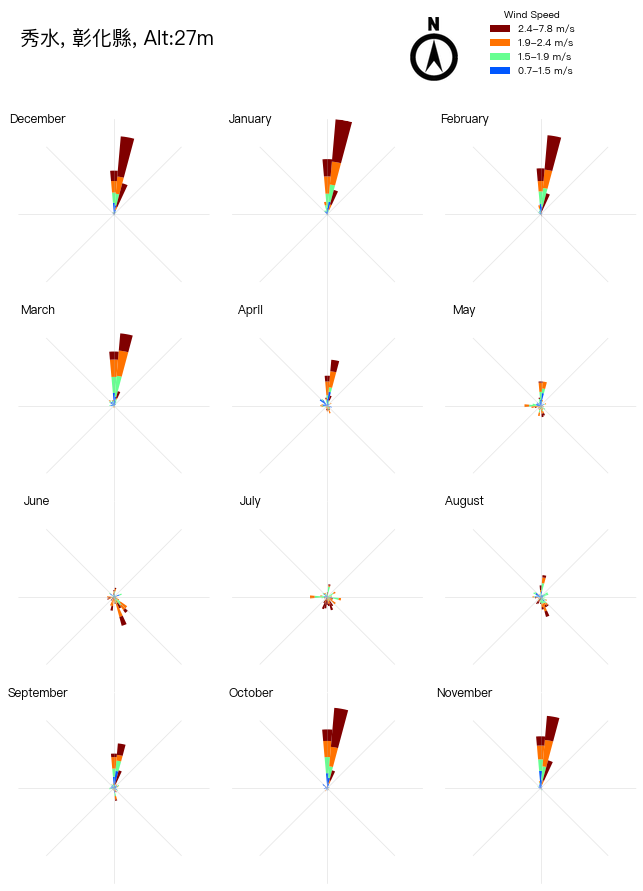 秀水, 彰化縣, Alt:27m
N
Wind Speed
2.4–7.8 m/s
1.9–2.4 m/s
1.5–1.9 m/s
0.7–1.5 m/s
December
January
February
March
April
May
June
July
August
September
October
November